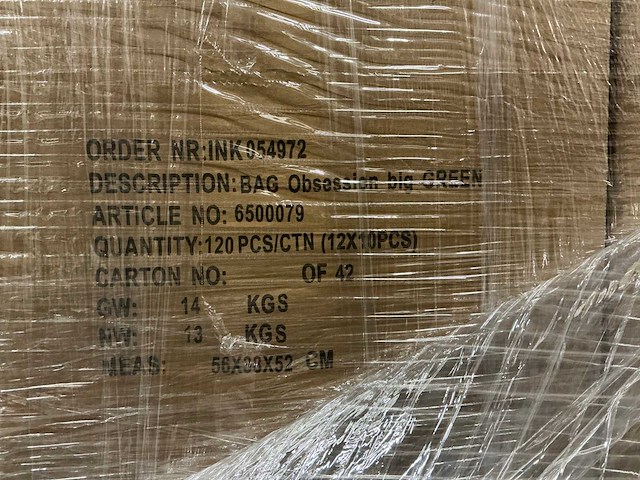 ORDER NR:INK054972
DESCRIPTION: BAG Obsession big GREEN
ARTICLE NO: 6500079
QUANTITY: 120 PCS/CTN (12X10PCS)
CARTON NO: OF 42
GW: 14 KGS
NW: 13 KGS
MEAS: CM